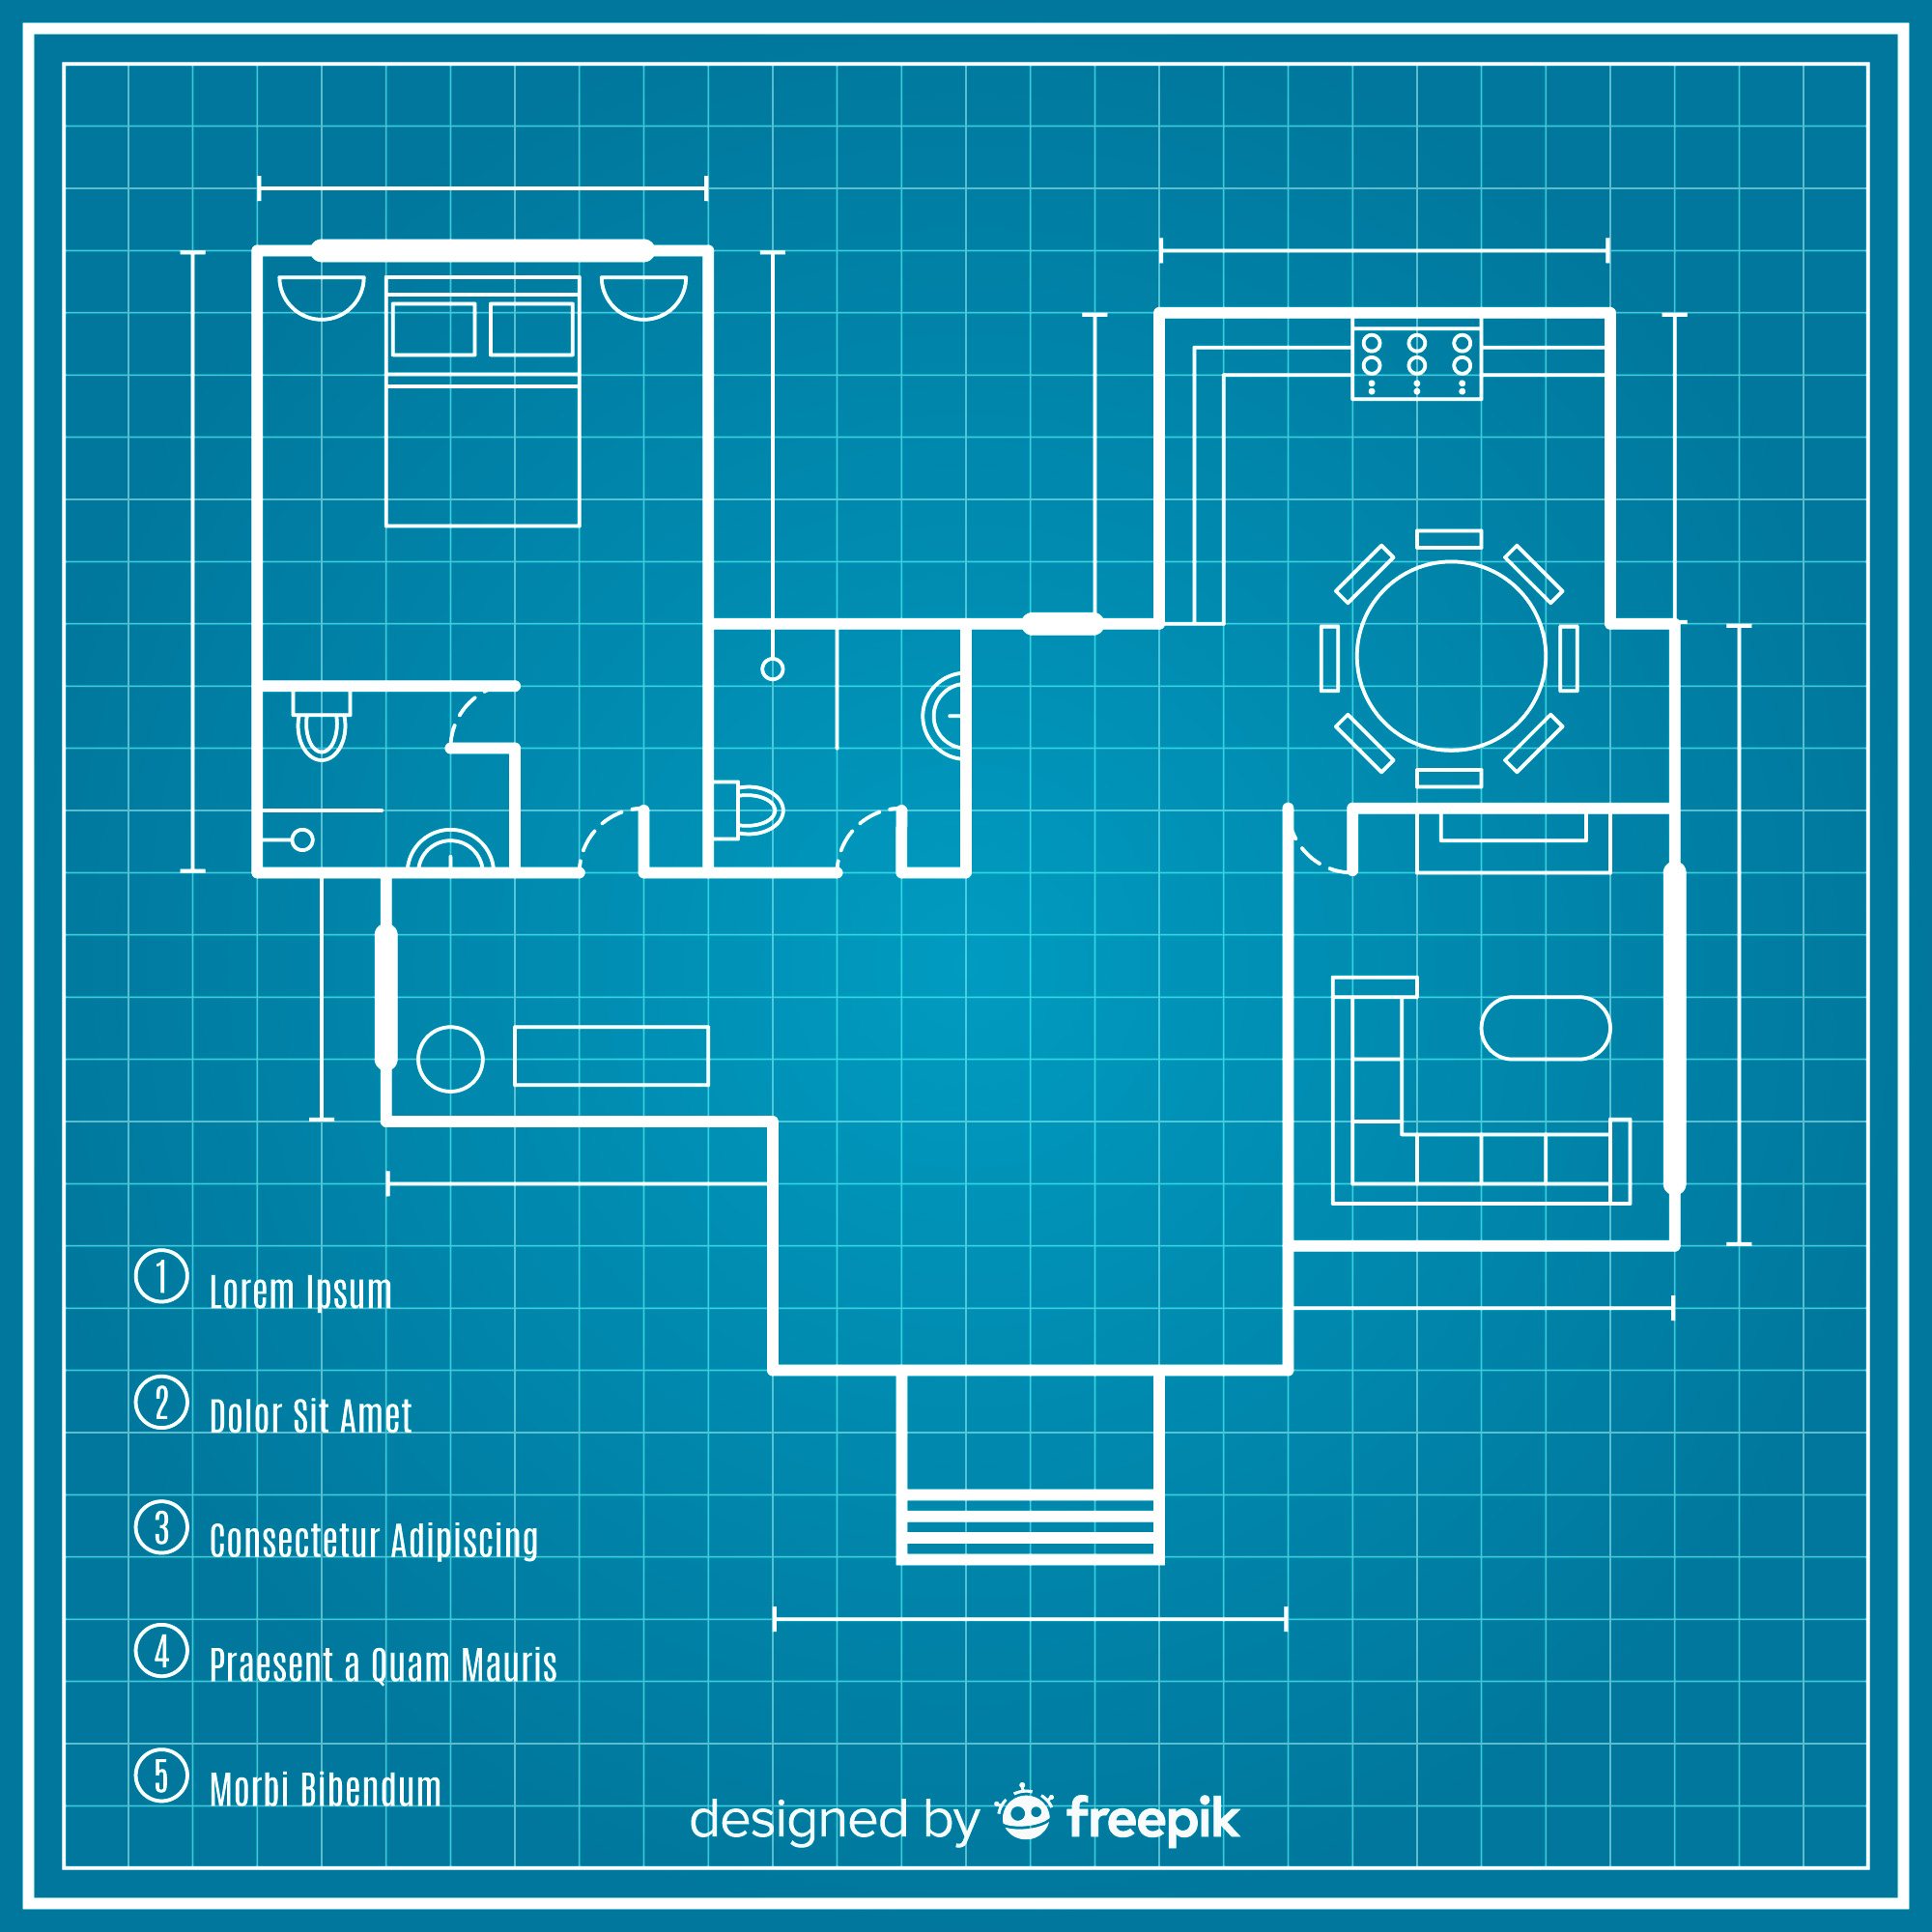 1 Lorem Ipsum
2 Dolor Sit Amet
3 Consectetur Adipiscing
4 Praesent a Quam Mauris
5 Morbi Bibendum
designed by freepik